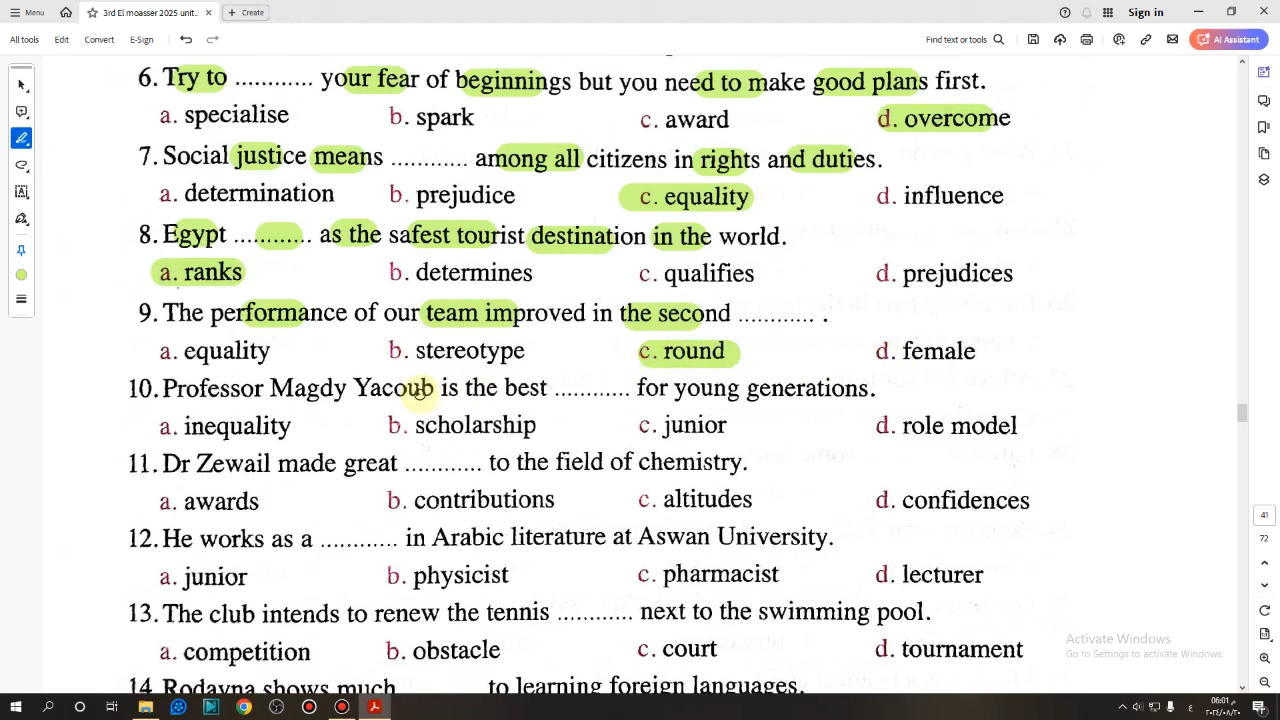 Menu
3rd El moasser 2025 unit...
Create
Sign in
All tools
Edit
Convert
E-Sign
Find text or tools
AI Assistant
6. Try to ............ your fear of beginnings but you need to make good plans first.
a. specialise b. spark c. award d. overcome
7. Social justice means ............ among all citizens in rights and duties.
a. determination b. prejudice c. equality d. influence
8. Egypt ............ as the safest tourist destination in the world.
a. ranks b. determines c. qualifies d. prejudices
9. The performance of our team improved in the second ............ .
a. equality b. stereotype c. round d. female
10. Professor Magdy Yacoub is the best ............ for young generations.
a. inequality b. scholarship c. junior d. role model
11. Dr Zewail made great ............ to the field of chemistry.
a. awards b. contributions c. altitudes d. confidences
12. He works as a ............ in Arabic literature at Aswan University.
a. junior b. physicist c. pharmacist d. lecturer
13. The club intends to renew the tennis ............ next to the swimming pool.
a. competition b. obstacle c. court d. tournament
14. Rodayna shows much ............ to learning foreign languages.
41
72
Activate Windows
Go to Settings to activate Windows.
ع
06:01 م